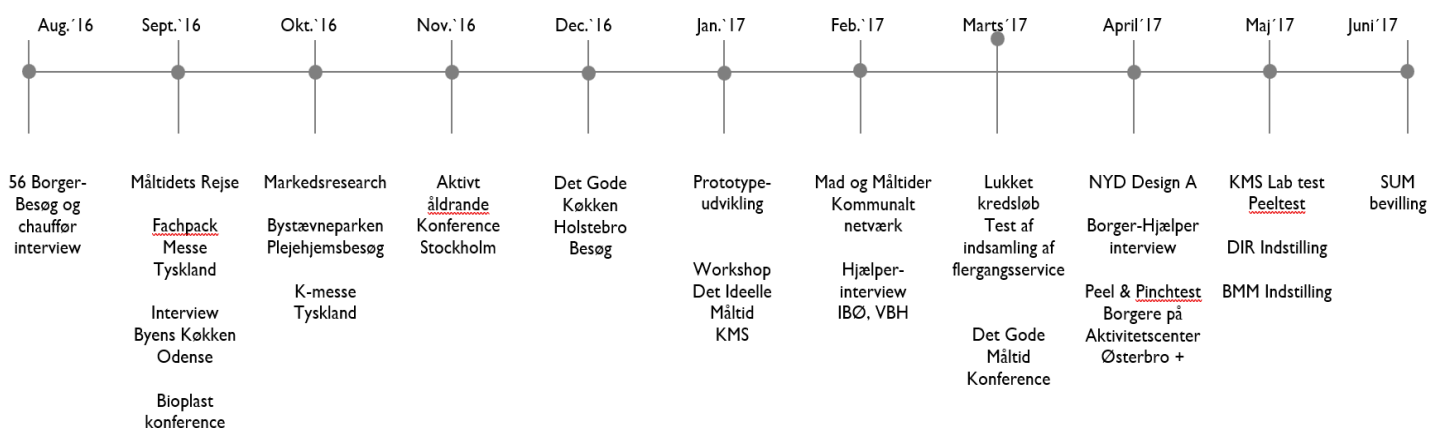 Aug.´16
Sept.`16
Okt.`16
Nov.`16
Dec.`16
Jan.`17
Feb.`17
Marts´17
April´17
Maj´17
Juni´17
56 Borger-
Besøg og
chauffør
interview
Måltidets Rejse
Fachpack
Messe
Tyskland
Interview
Byens Køkken
Odense
Bioplast
konference
Markedsresearch
Bystævneparken
Plejehjemsbesøg
K-messe
Tyskland
Aktivt
åldrande
Konference
Stockholm
Det Gode
Køkken
Holstebro
Besøg
Prototype-
udvikling
Workshop
Det Ideelle
Måltid
KMS
Mad og Måltider
Kommunalt
netværk
Hjælper-
interview
IBØ, VBH
Lukket
kredsløb
Test af
indsamling af
flergangsservice
Det Gode
Måltid
Konference
NYD Design A
Borger-Hjælper
interview
Peel & Pinchtest
Borgere på
Aktivitetscenter
Østerbro +
KMS Lab test
Peeltest
DIR Indstilling
BMM Indstilling
SUM
bevilling